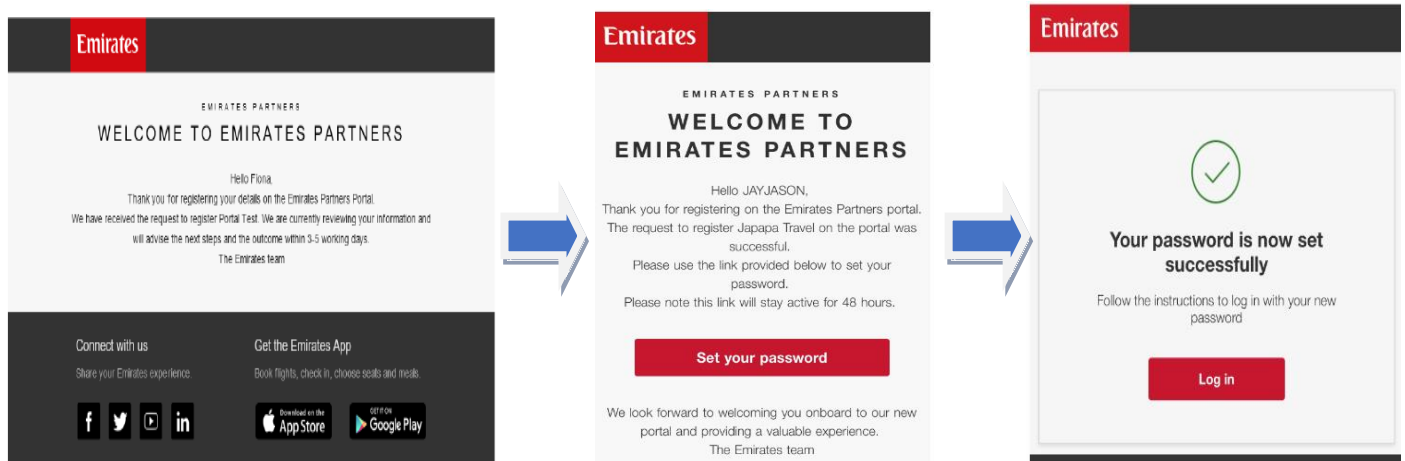 Emirates
EMIRATES PARTNERS
WELCOME TO EMIRATES PARTNERS
Hello Fiona,
Thank you for registering your details on the Emirates Partners Portal.
We have received the request to register Portal Test. We are currently reviewing your information and
will advise the next steps and the outcome within 3-5 working days.
The Emirates team
Connect with us
Share your Emirates experience.
Get the Emirates App
Book flights, check in, choose seats and meals.
f
in
Download on the
App Store
GET IT ON
Google Play
Emirates
EMIRATES PARTNERS
WELCOME TO
EMIRATES PARTNERS
Hello JAYJASON,
Thank you for registering on the Emirates Partners portal.
The request to register Japapa Travel on the portal was
successful.
Please use the link provided below to set your
password.
Please note this link will stay active for 48 hours.
Set your password
We look forward to welcoming you onboard to our new
portal and providing a valuable experience.
The Emirates team
Emirates
Your password is now set
successfully
Follow the instructions to log in with your new
password
Log in